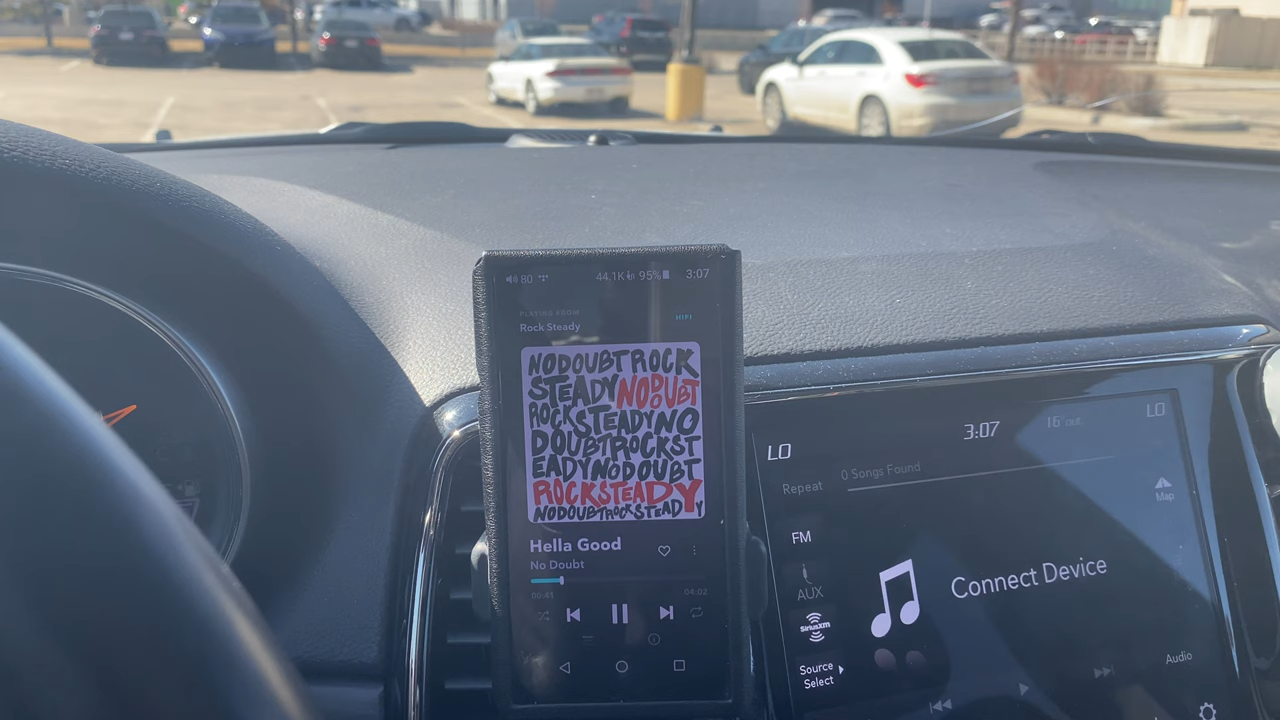 80 44.1K 95% 3:07
PLAYING FROM
Rock Steady
HIFI
NODOUBTROCK
STEADYNODOUBT
ROCKSTEADYNO
DOUBTROCKST
EADYNODOUBT
ROCKSTEADY
NODOUBTROCKSTEADY
Hella Good
No Doubt
00:41 04:02
LO 3:07 16° out. LO
0 Songs Found
Repeat
Map
FM
AUX
SiriusXM
Source
Select
Connect Device
Audio